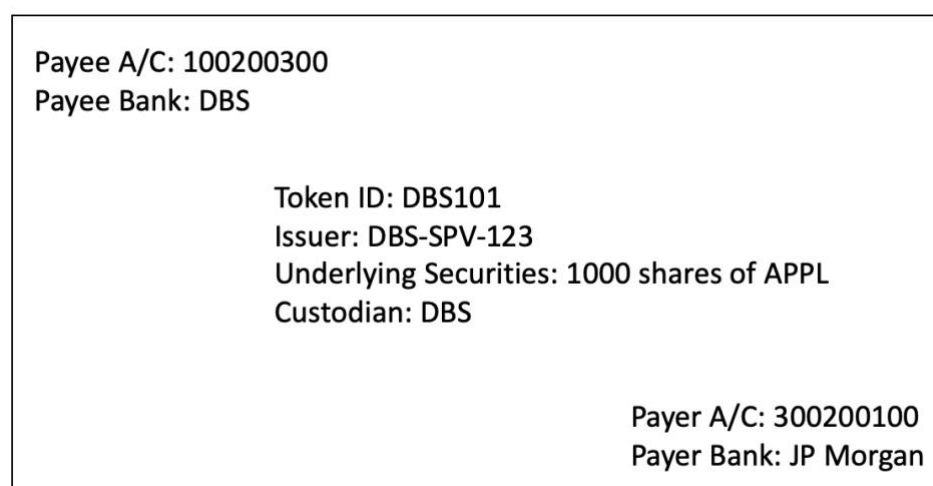 Payee A/C: 100200300
Payee Bank: DBS
Token ID: DBS101
Issuer: DBS-SPV-123
Underlying Securities: 1000 shares of APPL
Custodian: DBS
Payer A/C: 300200100
Payer Bank: JP Morgan